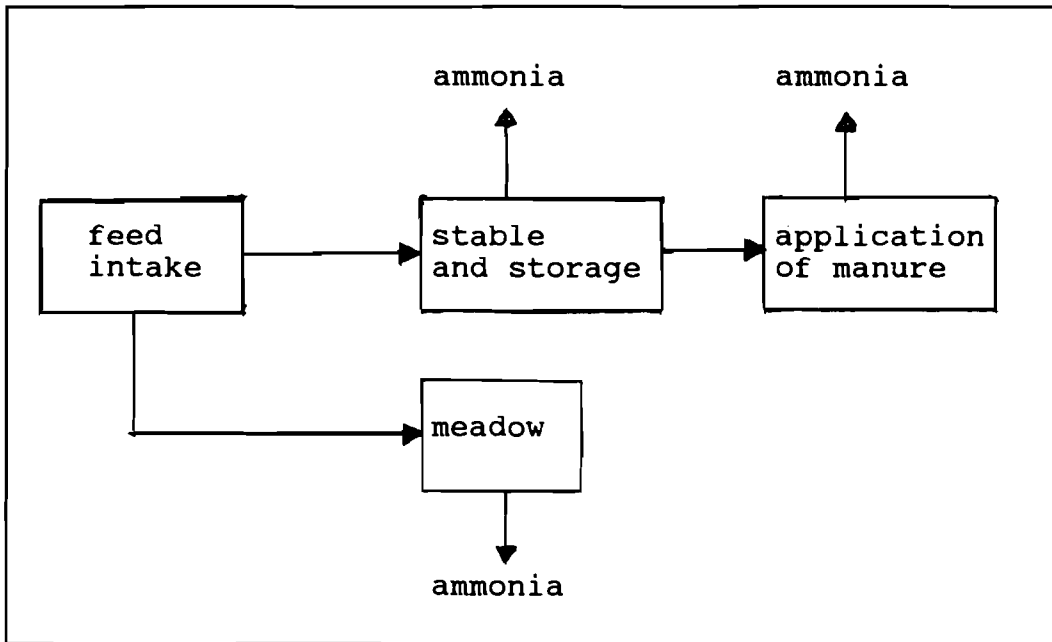 ammonia
ammonia
feed
intake
stable
and storage
application
of manure
meadow
ammonia